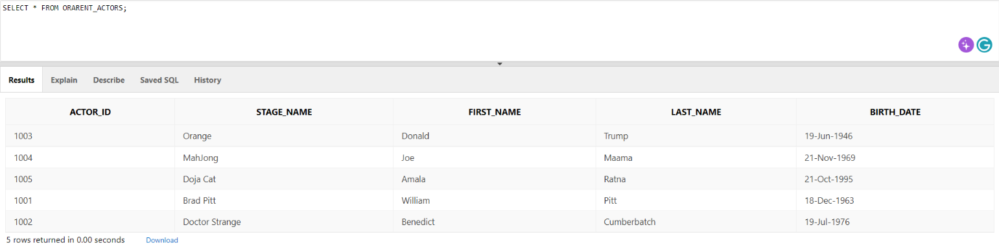 SELECT * FROM ORARENT_ACTORS;
Results Explain Describe Saved SQL History
ACTOR_ID STAGE_NAME FIRST_NAME LAST_NAME BIRTH_DATE
1003 Orange Donald Trump 19-Jun-1946
1004 MahJong Joe Maama 21-Nov-1969
1005 Doja Cat Amala Ratna 21-Oct-1995
1001 Brad Pitt William Pitt 18-Dec-1963
1002 Doctor Strange Benedict Cumberbatch 19-Jul-1976
5 rows returned in 0.00 seconds Download